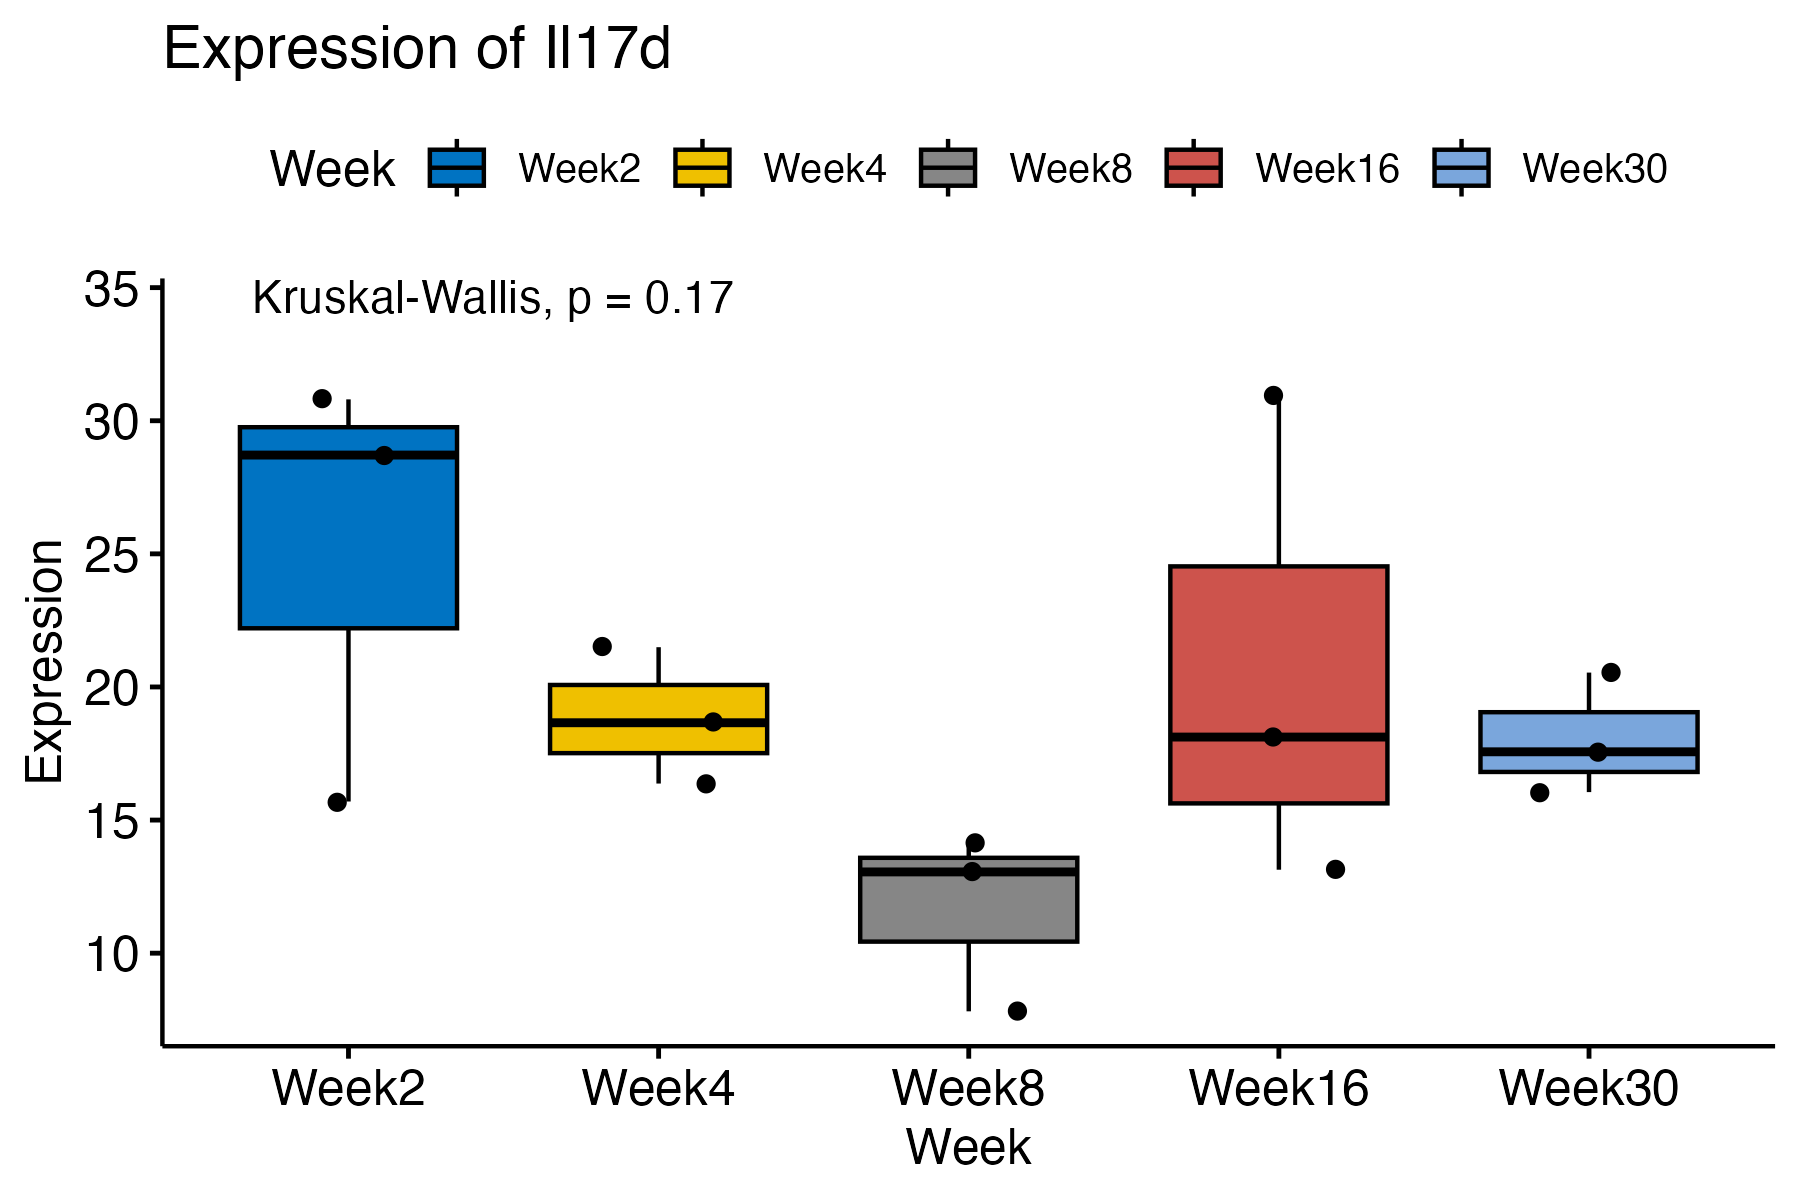 Expression of Il17d
Week Week2 Week4 Week8 Week16 Week30
Kruskal-Wallis, p = 0.17
35
30
25
20
15
10
Expression
Week2 Week4 Week8 Week16 Week30
Week